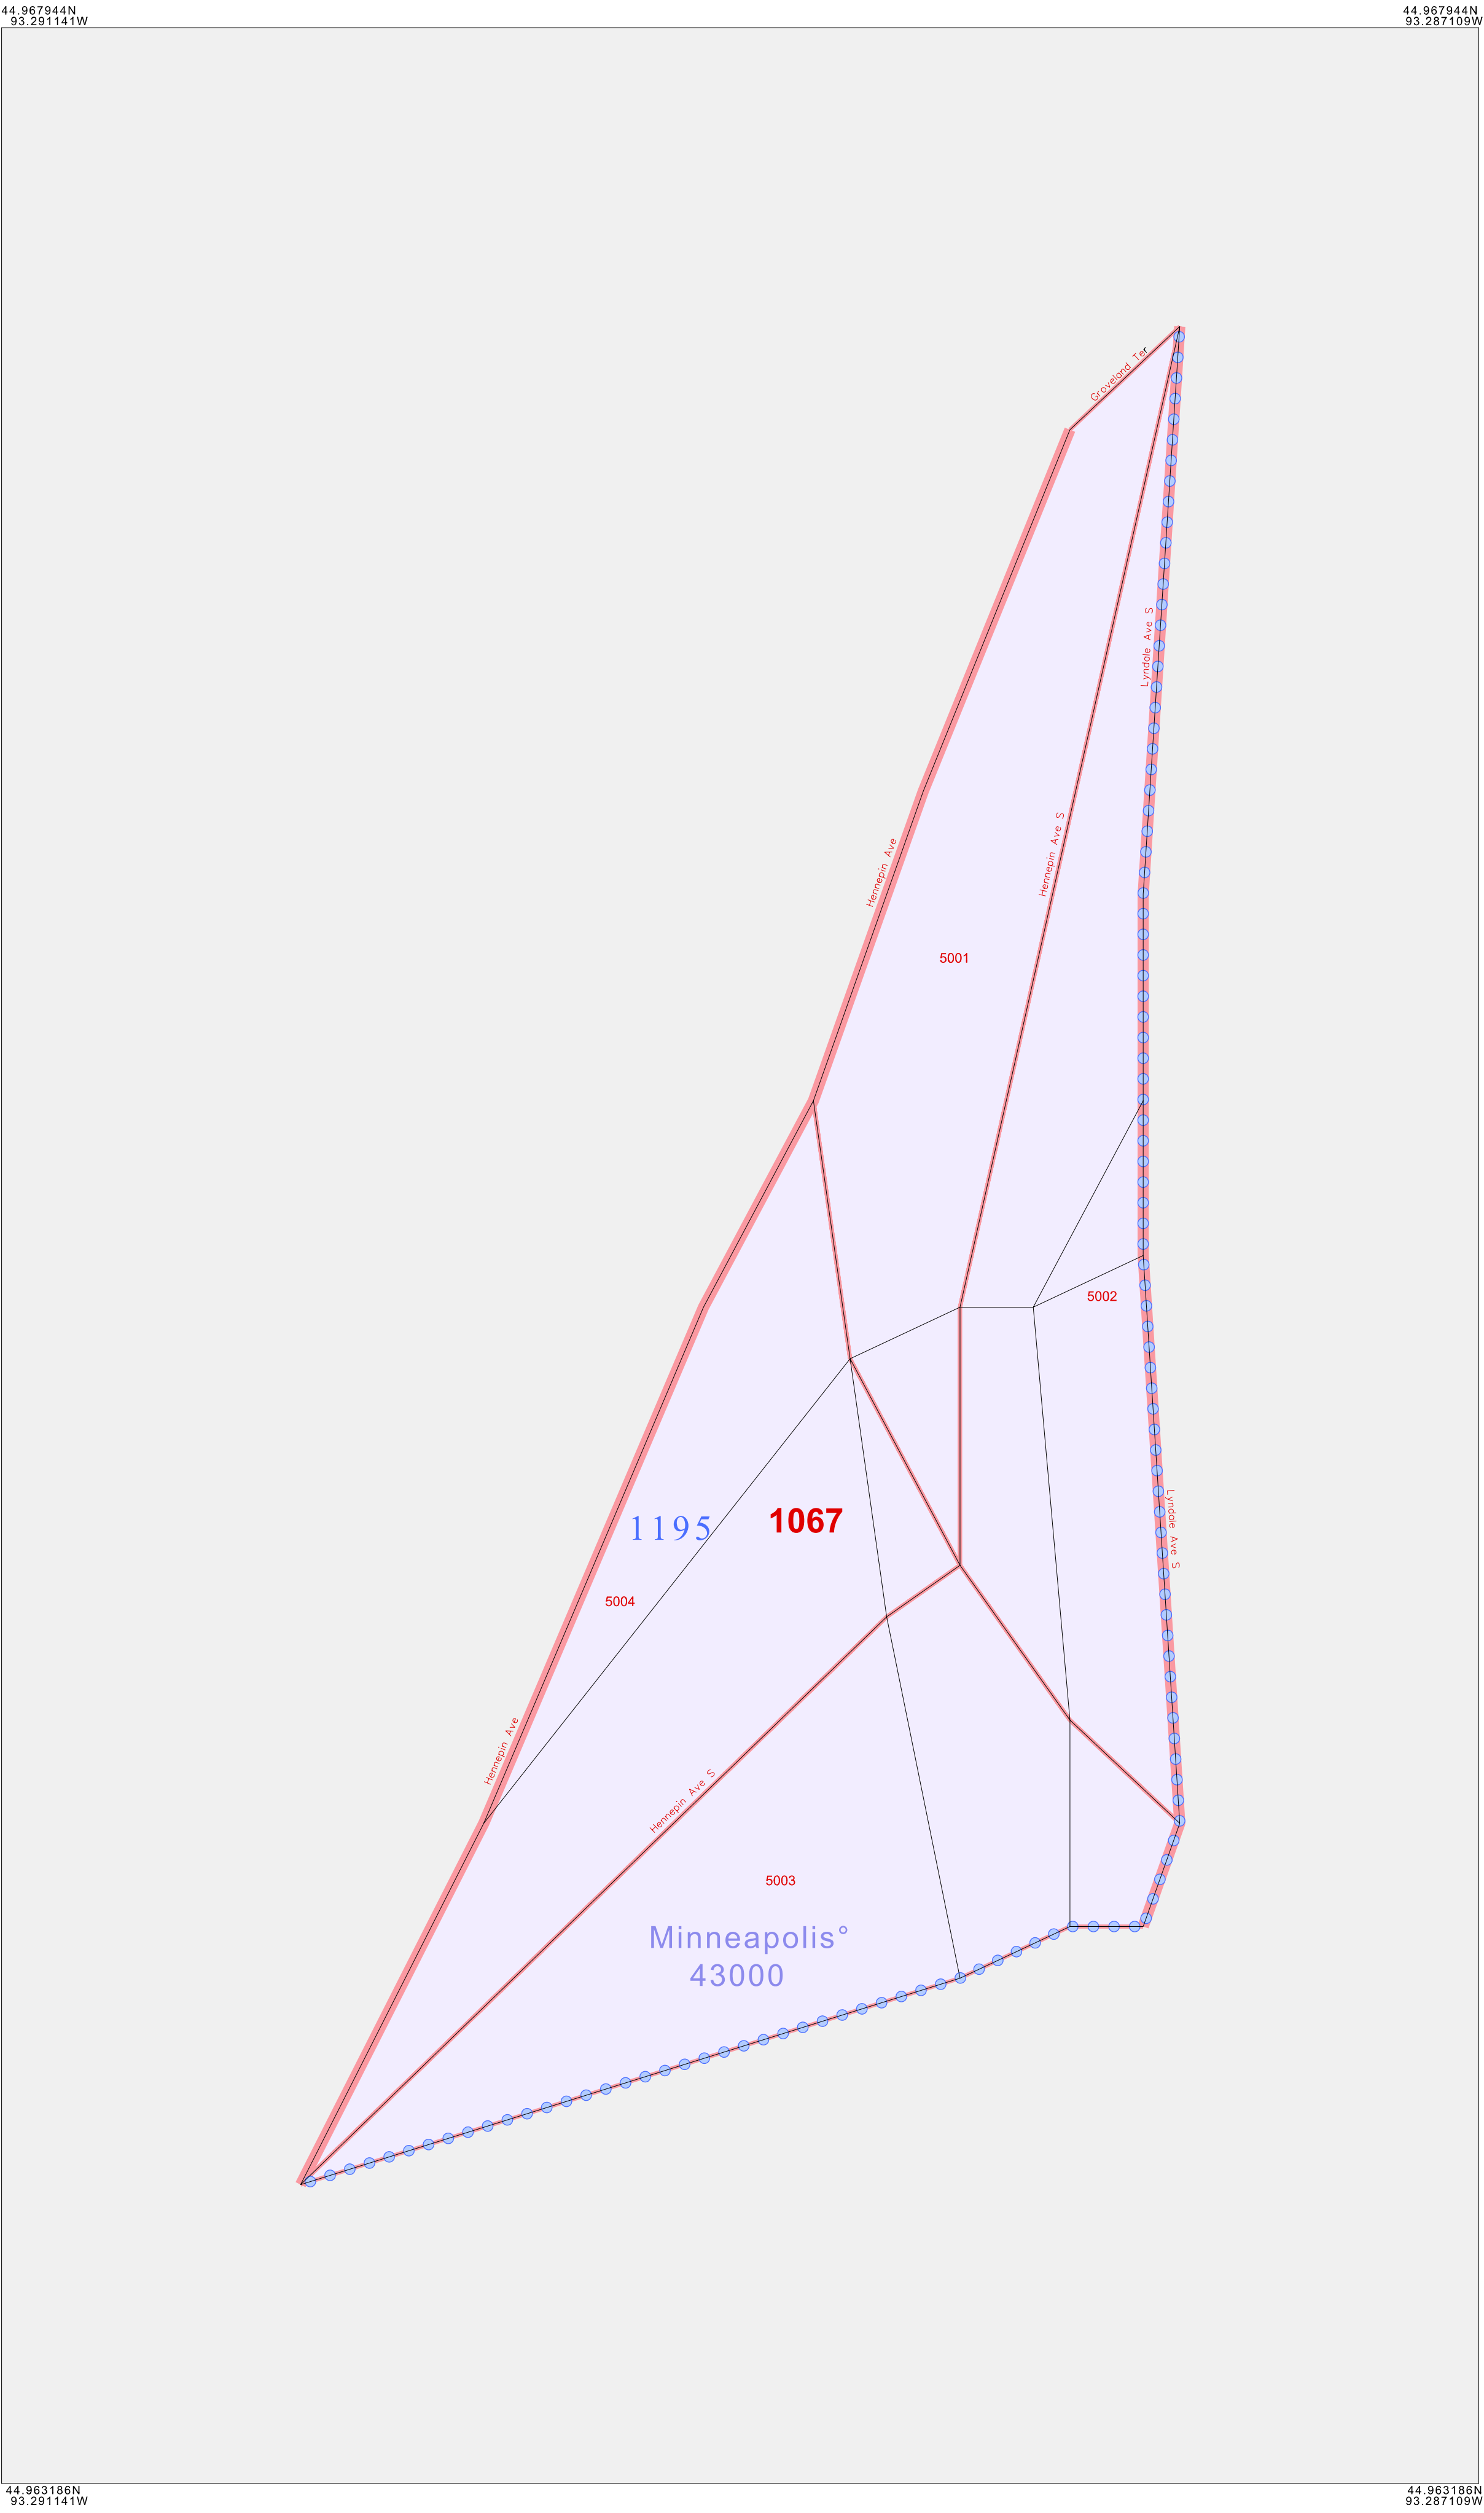 44.967944N
93.291141W
44.967944N
93.287109W
Groveland Ter
Lyndale Ave S
Hennepin Ave
Hennepin Ave S
5001
5002
Lyndale Ave S
1195
1067
5004
Hennepin Ave
Hennepin Ave S
5003
Minneapolis°
43000
44.963186N
93.291141W
44.963186N
93.287109W